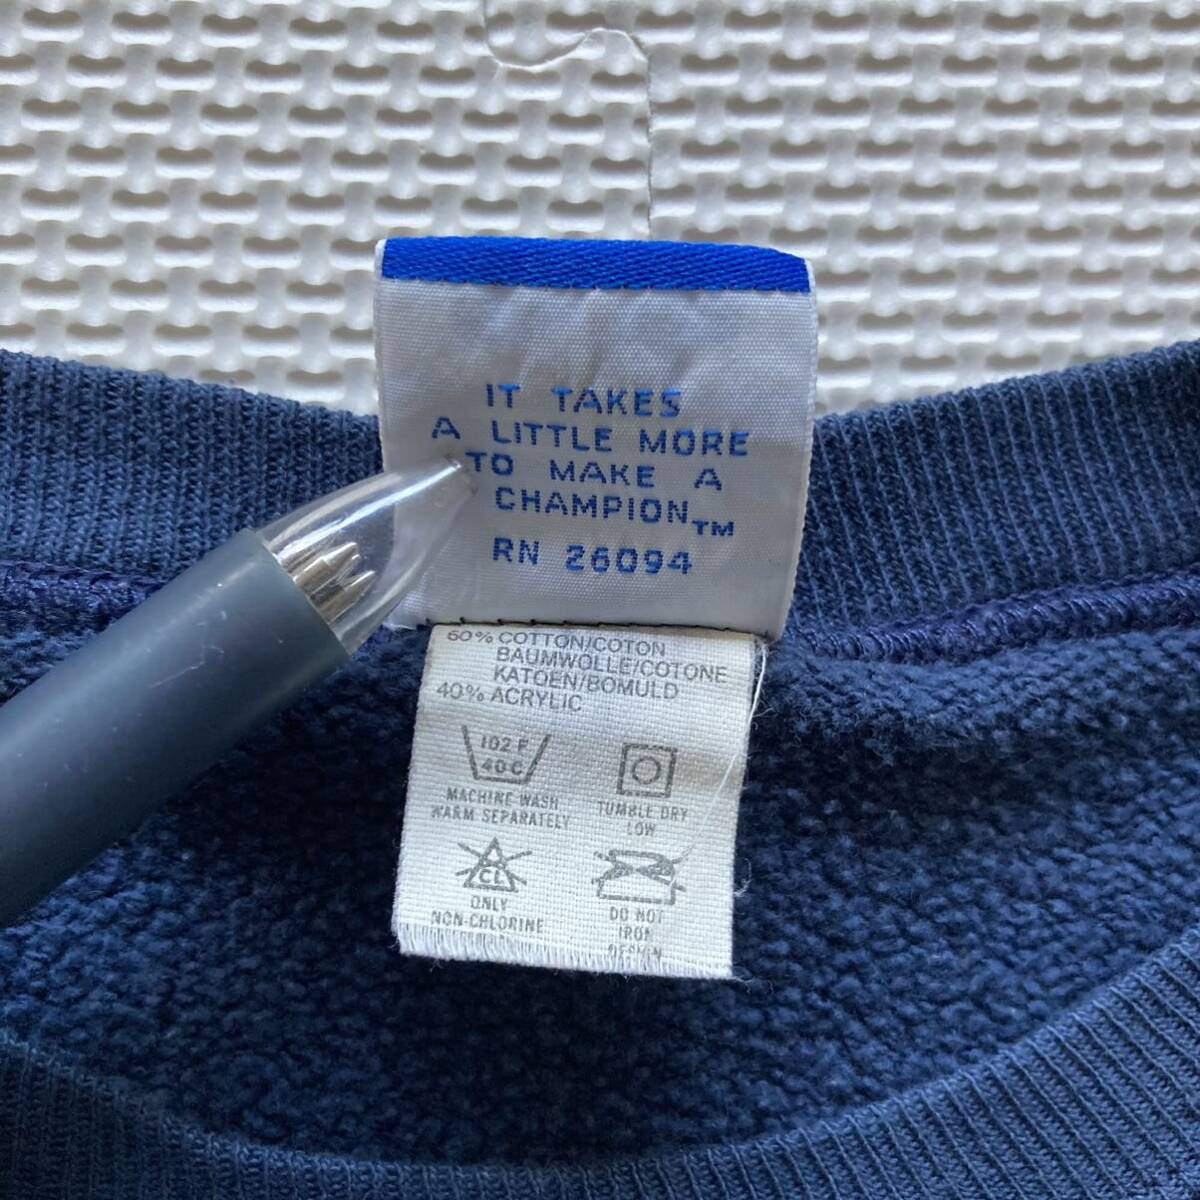 IT TAKES
A LITTLE MORE
TO MAKE A
CHAMPION™
RN 26094
60% COTTON/COTON
BAUMWOLLE/COTONE
KATOEN/BOMULD
40% ACRYLIC
102 F
40 C
MACHINE WASH
WARM SEPARATELY
TUMBLE DRY
LOW
CL
ONLY
NON-CHLORINE
DO NOT
IRON
DESIGN